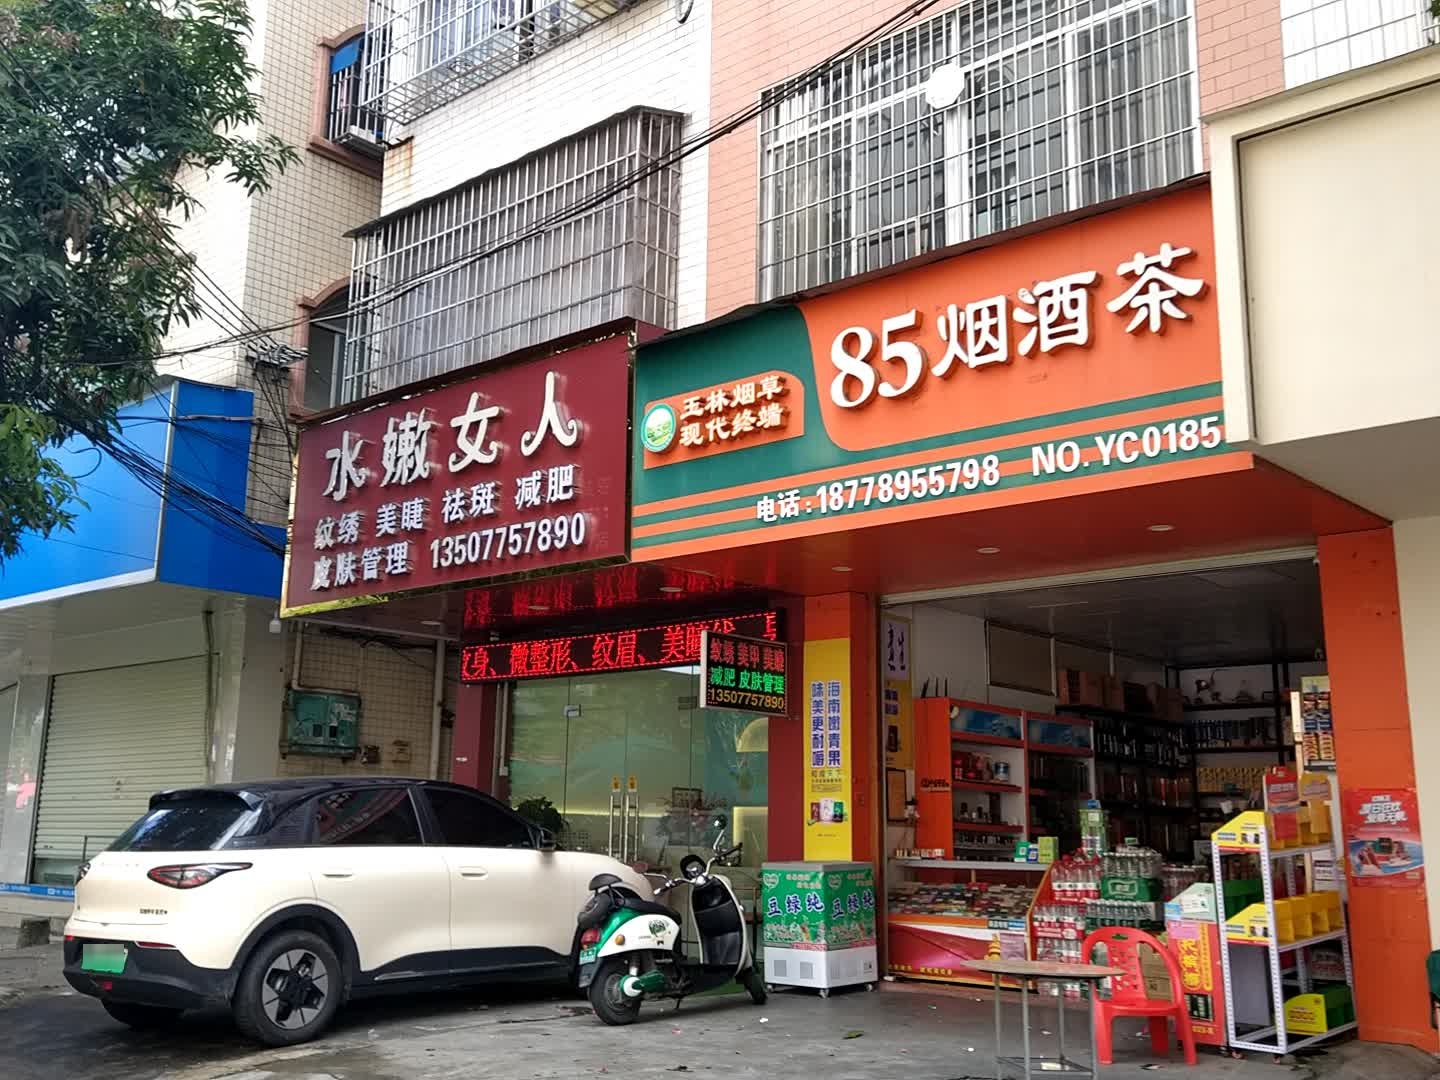 水嫩女人
纹绣 美睫 祛斑 减肥
皮肤管理 13507757890
玉林烟草
现代终端
85烟酒茶
电话:18778955798 NO.YC0185
身、微整形、纹眉、美睫
纹绣 美甲 美睫
减肥 皮肤管理
13507757890
海南嫩青果
味美更耐嚼
豆绿纯
豆绿纯